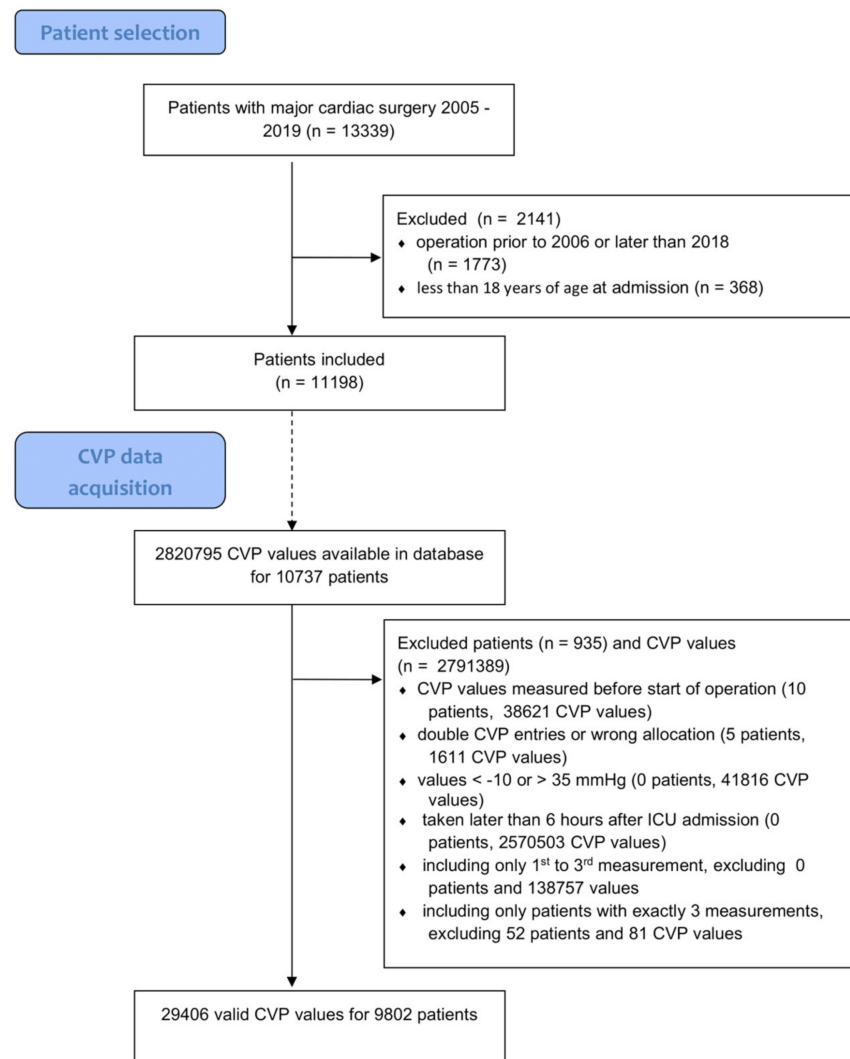 Patient selection
Patients with major cardiac surgery 2005 -
2019 (n = 13339)
Excluded (n = 2141)
♦ operation prior to 2006 or later than 2018
(n = 1773)
♦ less than 18 years of age at admission (n = 368)
Patients included
(n = 11198)
CVP data
acquisition
2820795 CVP values available in database
for 10737 patients
Excluded patients (n = 935) and CVP values
(n = 2791389)
♦ CVP values measured before start of operation (10
patients, 38621 CVP values)
♦ double CVP entries or wrong allocation (5 patients,
1611 CVP values)
♦ values < -10 or > 35 mmHg (0 patients, 41816 CVP
values)
♦ taken later than 6 hours after ICU admission (0
patients, 2570503 CVP values)
♦ including only 1st to 3rd measurement, excluding 0
patients and 138757 values
♦ including only patients with exactly 3 measurements,
excluding 52 patients and 81 CVP values
29406 valid CVP values for 9802 patients